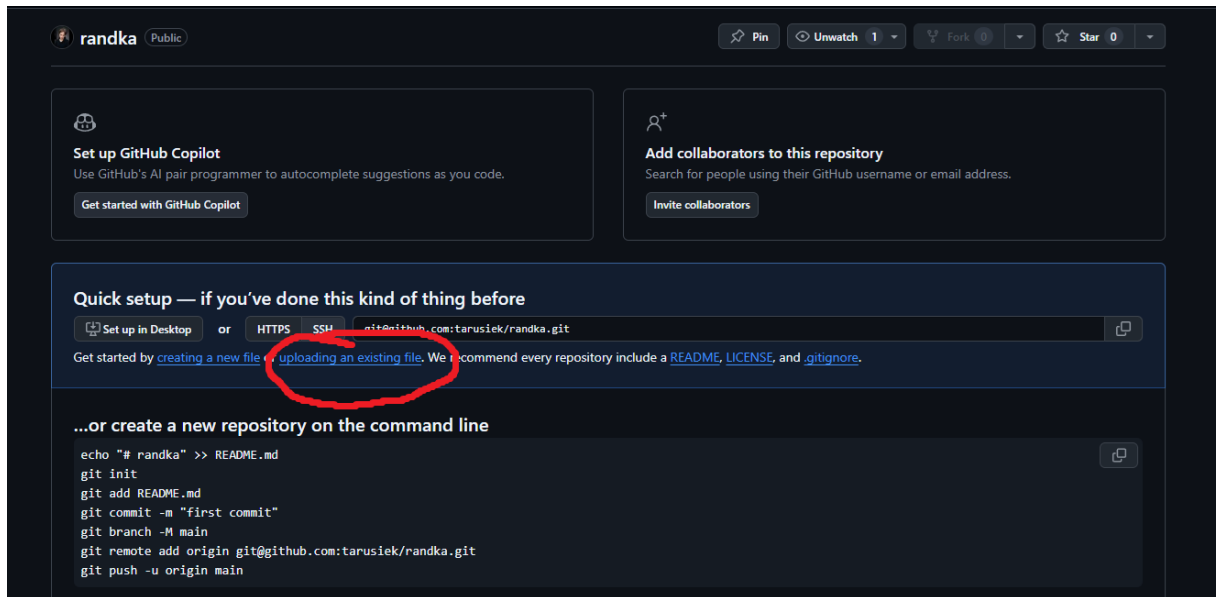 randka Public
Pin Unwatch 1 Fork 0 Star 0
Set up GitHub Copilot
Use GitHub's AI pair programmer to autocomplete suggestions as you code.
Get started with GitHub Copilot
Add collaborators to this repository
Search for people using their GitHub username or email address.
Invite collaborators
Quick setup — if you've done this kind of thing before
Set up in Desktop or HTTPS SSH git@github.com:tarusiek/randka.git
Get started by creating a new file or uploading an existing file. We recommend every repository include a README, LICENSE, and .gitignore.
...or create a new repository on the command line
echo "# randka" >> README.md
git init
git add README.md
git commit -m "first commit"
git branch -M main
git remote add origin git@github.com:tarusiek/randka.git
git push -u origin main